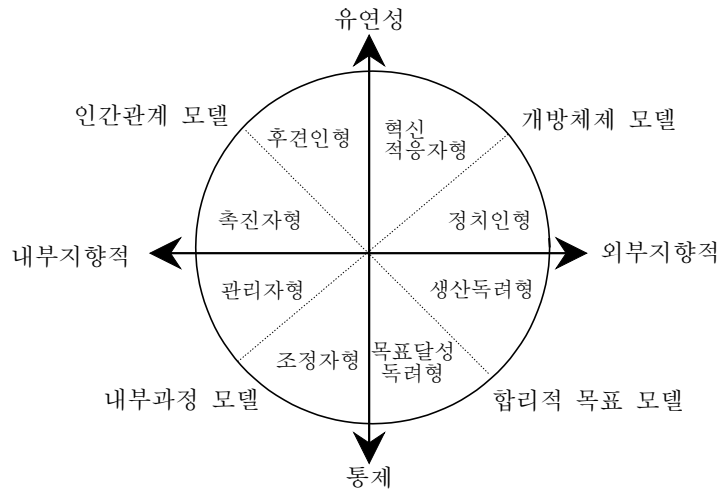 유연성
인간관계 모델
개방체제 모델
후견인형
혁신
적응자형
촉진자형
정치인형
내부지향적
외부지향적
관리자형
생산독려형
조정자형
목표달성
독려형
내부과정 모델
합리적 목표 모델
통제